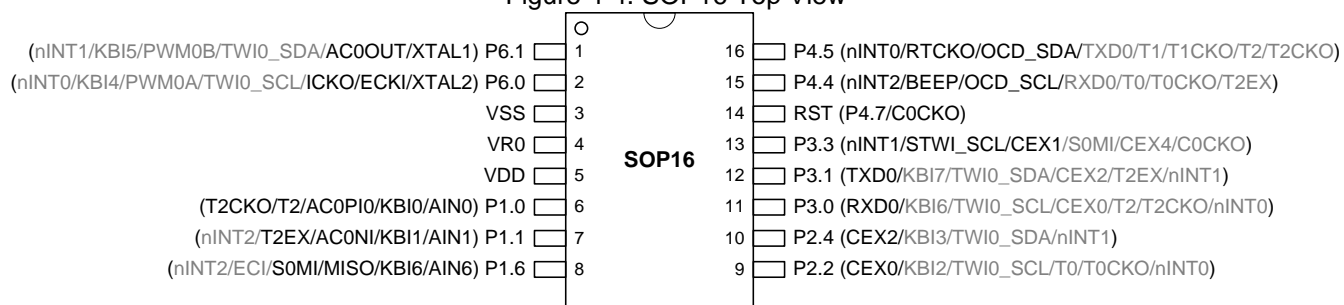 Figure 4-1. SOP16 Top View
(nINT1/KBI5/PWM0B/TWI0_SDA/AC0OUT/XTAL1) P6.1 1
16 P4.5 (nINT0/RTCKO/OCD_SDA/TXD0/T1/T1CKO/T2/T2CKO)
(nINT0/KBI4/PWM0A/TWI0_SCL/ICKO/ECKI/XTAL2) P6.0 2
15 P4.4 (nINT2/BEEP/OCD_SCL/RXD0/T0/T0CKO/T2EX)
VSS 3
14 RST (P4.7/C0CKO)
VR0 4
13 P3.3 (nINT1/STWI_SCL/CEX1/S0MI/CEX4/C0CKO)
SOP16
VDD 5
12 P3.1 (TXD0/KBI7/TWI0_SDA/CEX2/T2EX/nINT1)
(T2CKO/T2/AC0PI0/KBI0/AIN0) P1.0 6
11 P3.0 (RXD0/KBI6/TWI0_SCL/CEX0/T2/T2CKO/nINT0)
(nINT2/T2EX/AC0NI/KBI1/AIN1) P1.1 7
10 P2.4 (CEX2/KBI3/TWI0_SDA/nINT1)
(nINT2/ECI/S0MI/MISO/KBI6/AIN6) P1.6 8
9 P2.2 (CEX0/KBI2/TWI0_SCL/T0/T0CKO/nINT0)